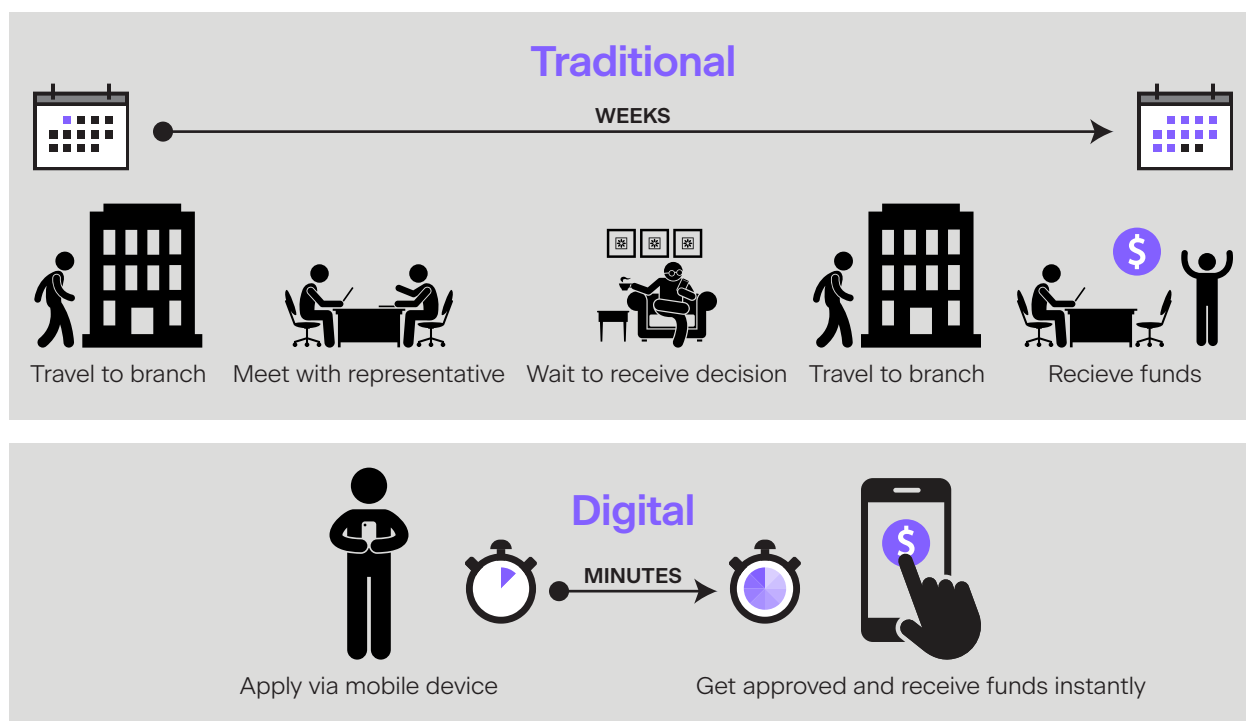 Traditional
WEEKS
$
Travel to branch
Meet with representative
Wait to receive decision
Travel to branch
Recieve funds
Digital
$
MINUTES
Apply via mobile device
Get approved and receive funds instantly